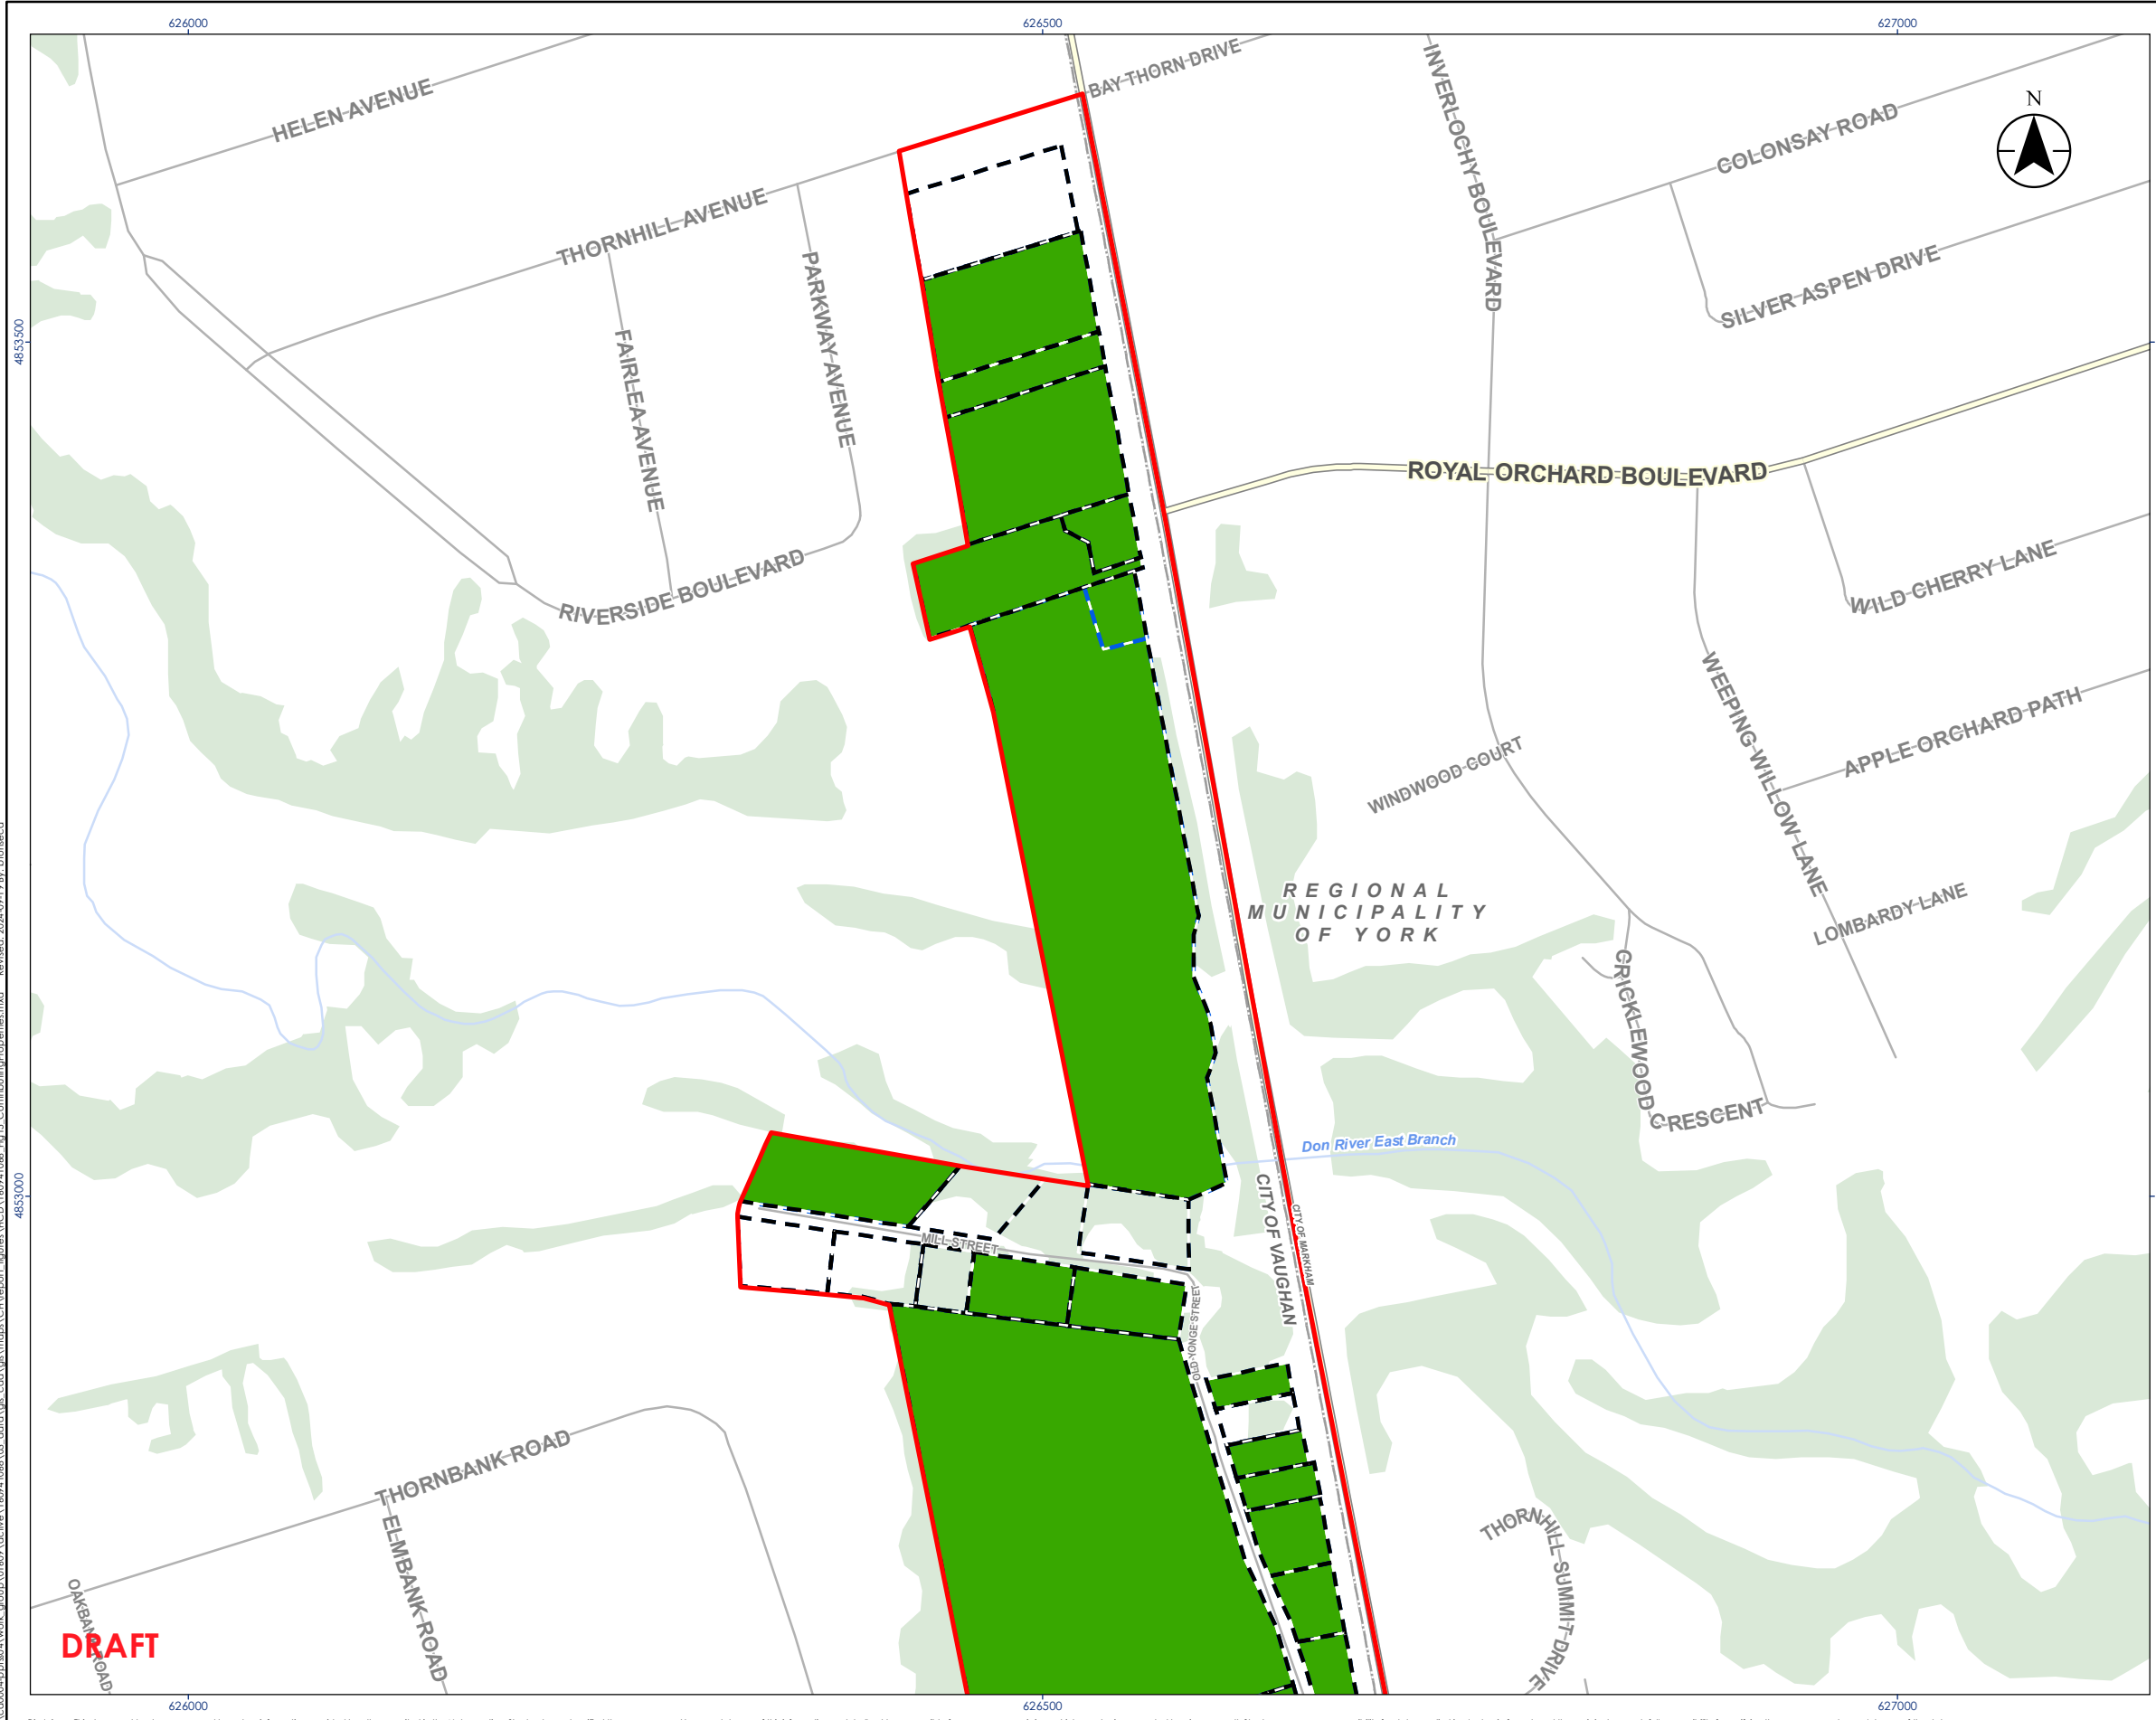 626000
626500
627000
HELEN AVENUE
BAY THORN DRIVE
INVERLOCHY BOULEVARD
COLONSAY ROAD
N
THORNHILL AVENUE
PARKWAY AVENUE
FAIRLEA AVENUE
SILVER ASPEN DRIVE
4853500
ROYAL ORCHARD BOULEVARD
RIVERSIDE BOULEVARD
WILD CHERRY LANE
WEEPING WILLOW LANE
APPLE ORCHARD PATH
WINDWOOD COURT
REGIONAL
MUNICIPALITY
OF YORK
LOMBARDY LANE
CRICKLEWOOD
CRESCENT
Don River East Branch
4853000
CITY OF VAUGHAN
CITY OF MARKHAM
MILL STREET
OLD YONGE STREET
THORNBANK ROAD
ELMBANK ROAD
OAKBANK ROAD
THORNHILL SUMMIT DRIVE
DRAFT
626000
626500
627000